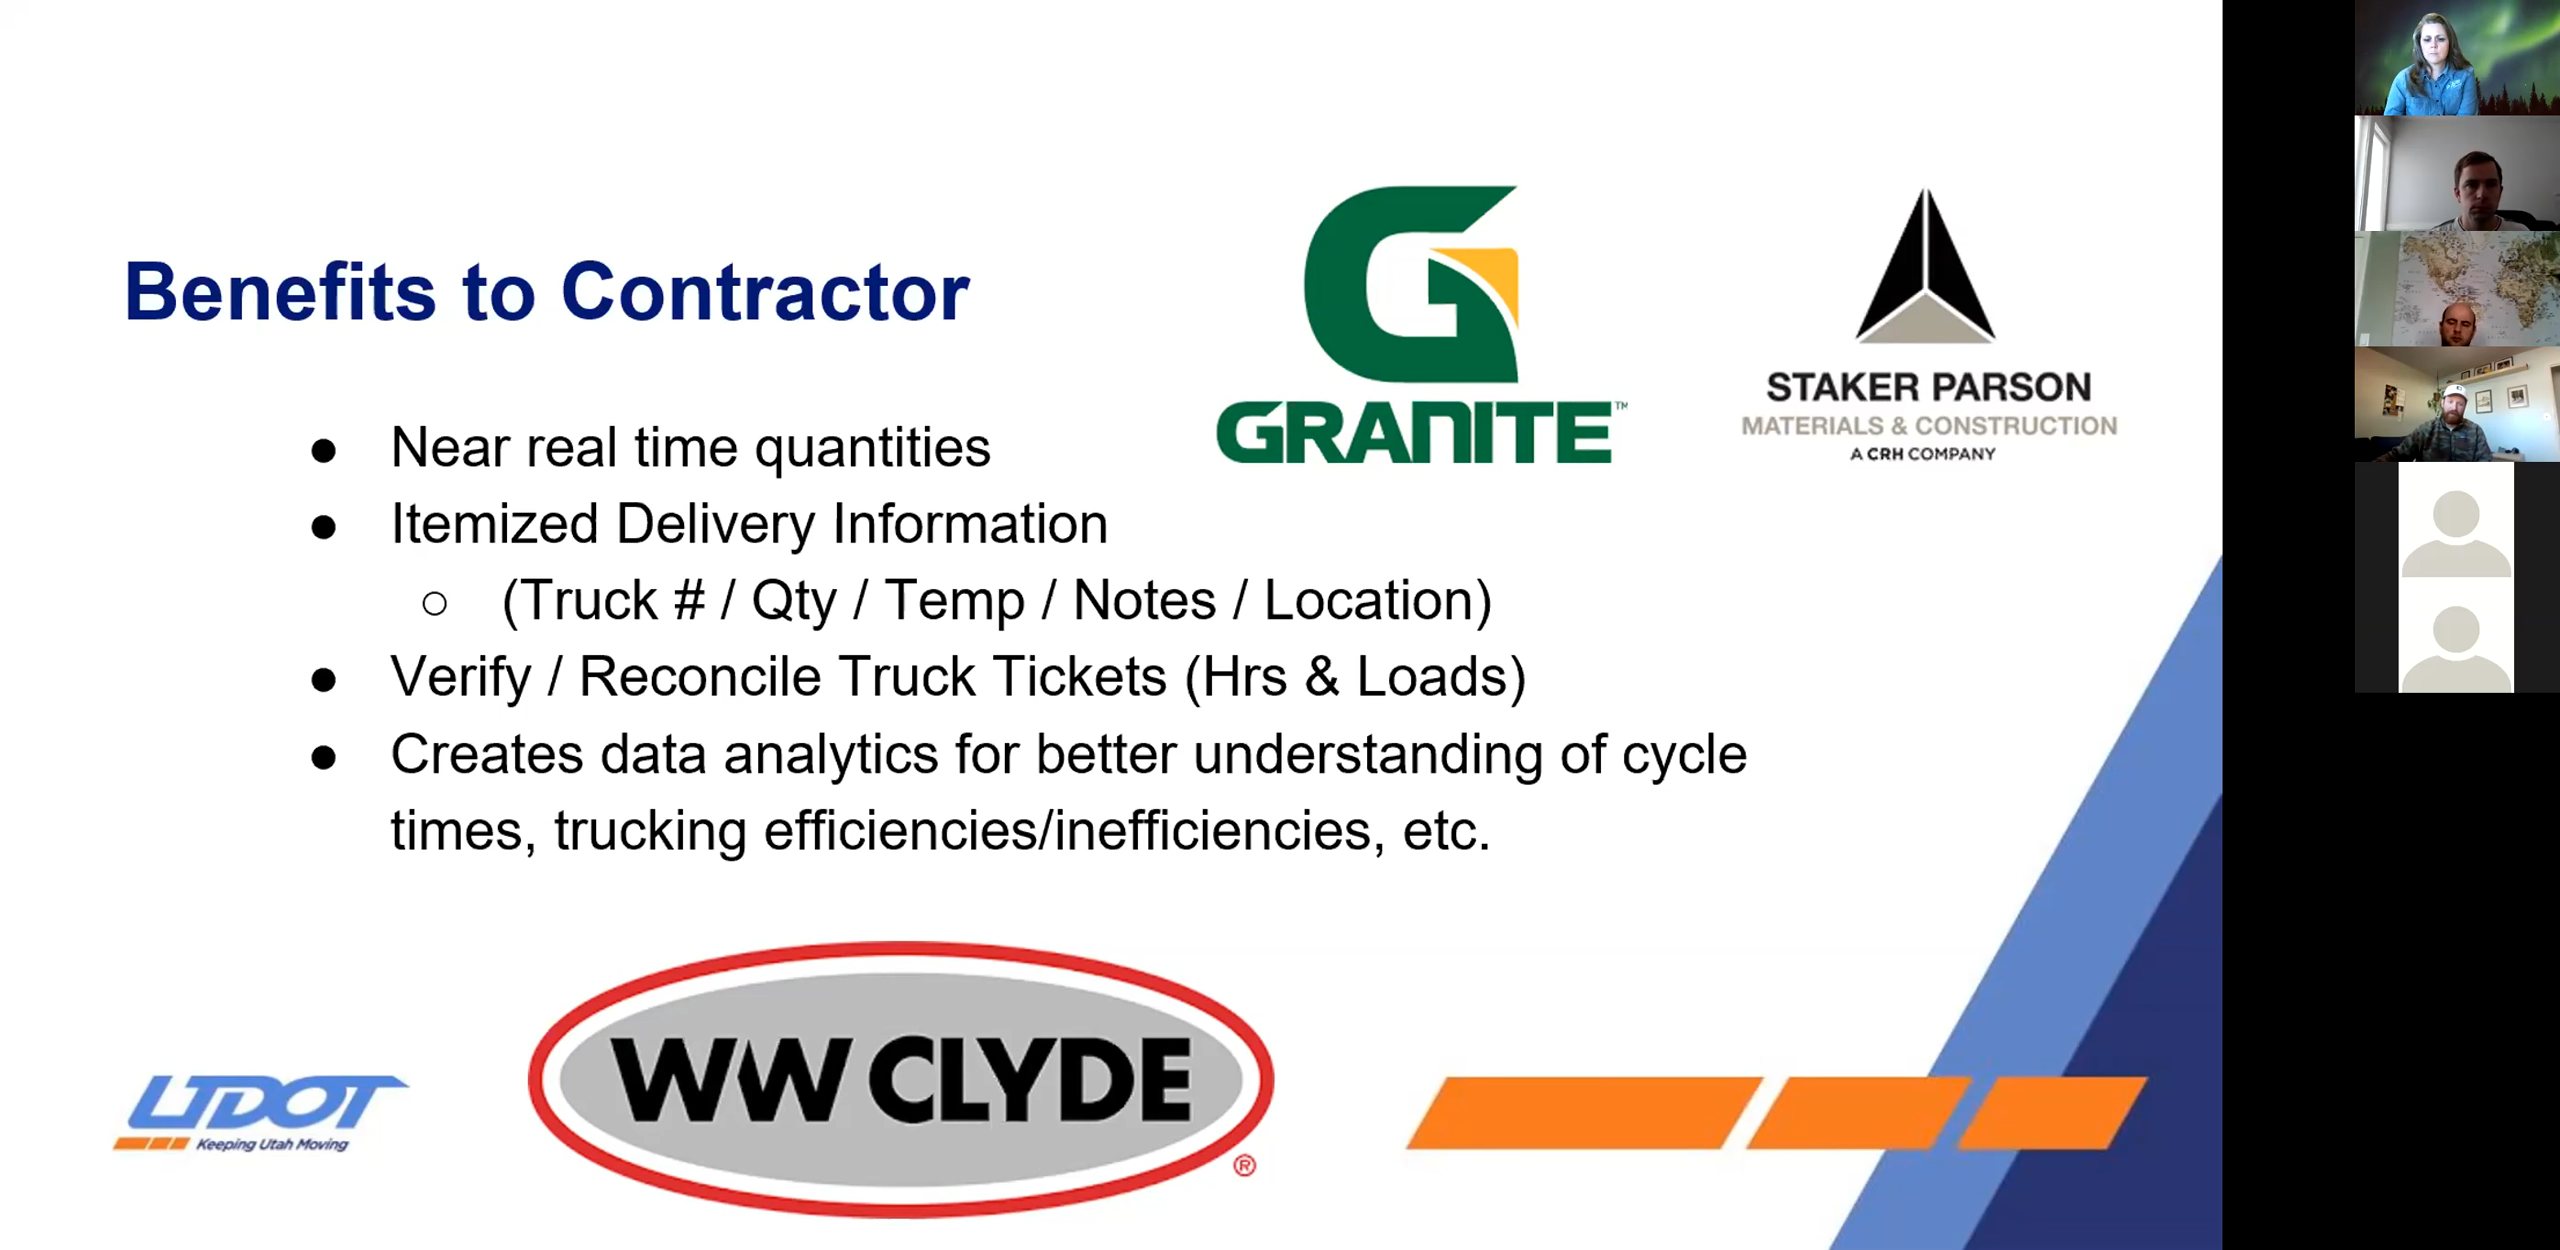 Benefits to Contractor
GRANITE™
STAKER PARSON
MATERIALS & CONSTRUCTION
A CRH COMPANY
● Near real time quantities
● Itemized Delivery Information
○ (Truck # / Qty / Temp / Notes / Location)
● Verify / Reconcile Truck Tickets (Hrs & Loads)
● Creates data analytics for better understanding of cycle
times, trucking efficiencies/inefficiencies, etc.
UDOT
Keeping Utah Moving
WW CLYDE
®